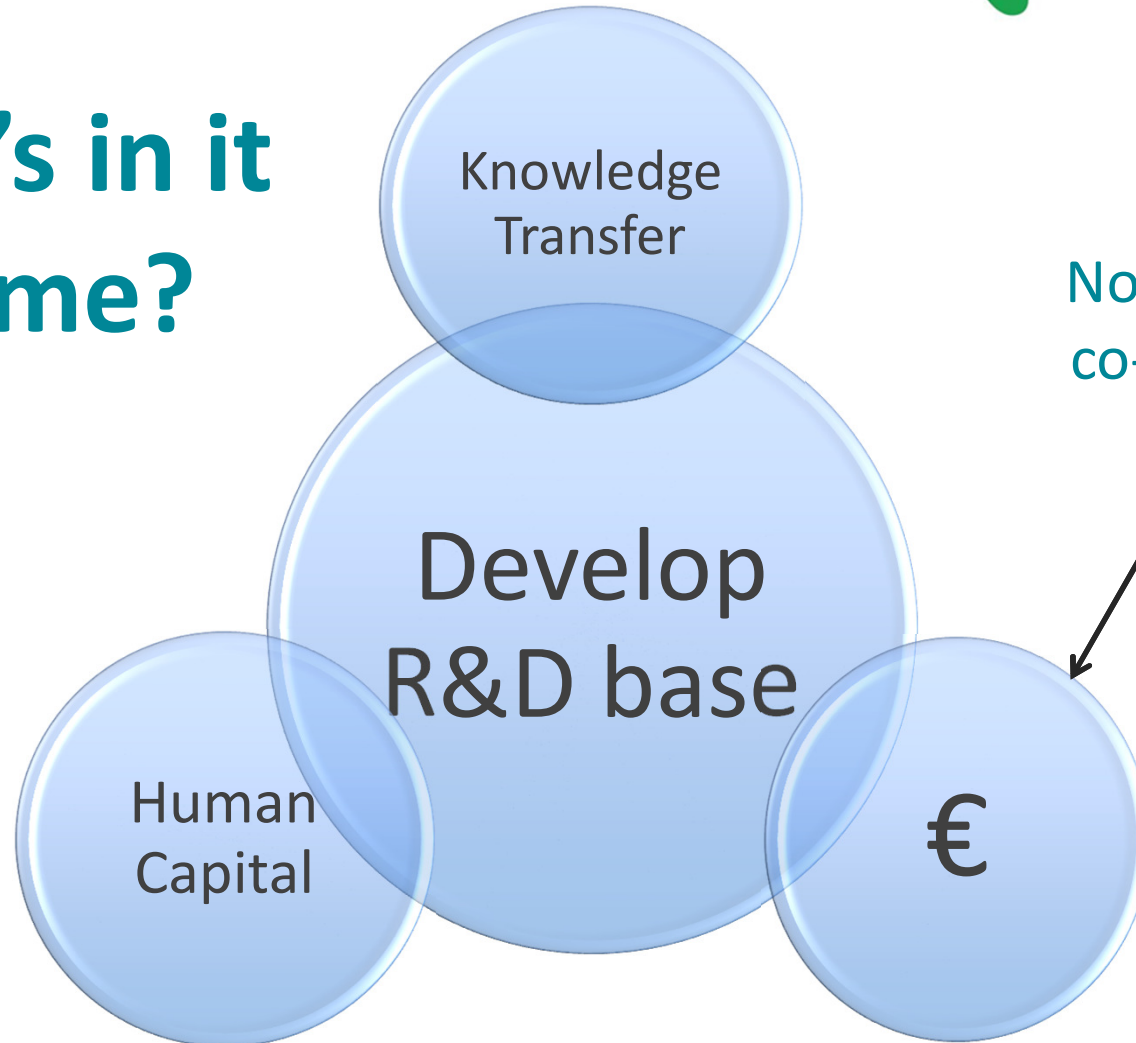 ’s in it
me?
Knowledge
Transfer
No
co-
Develop
R&D base
Human
Capital
€